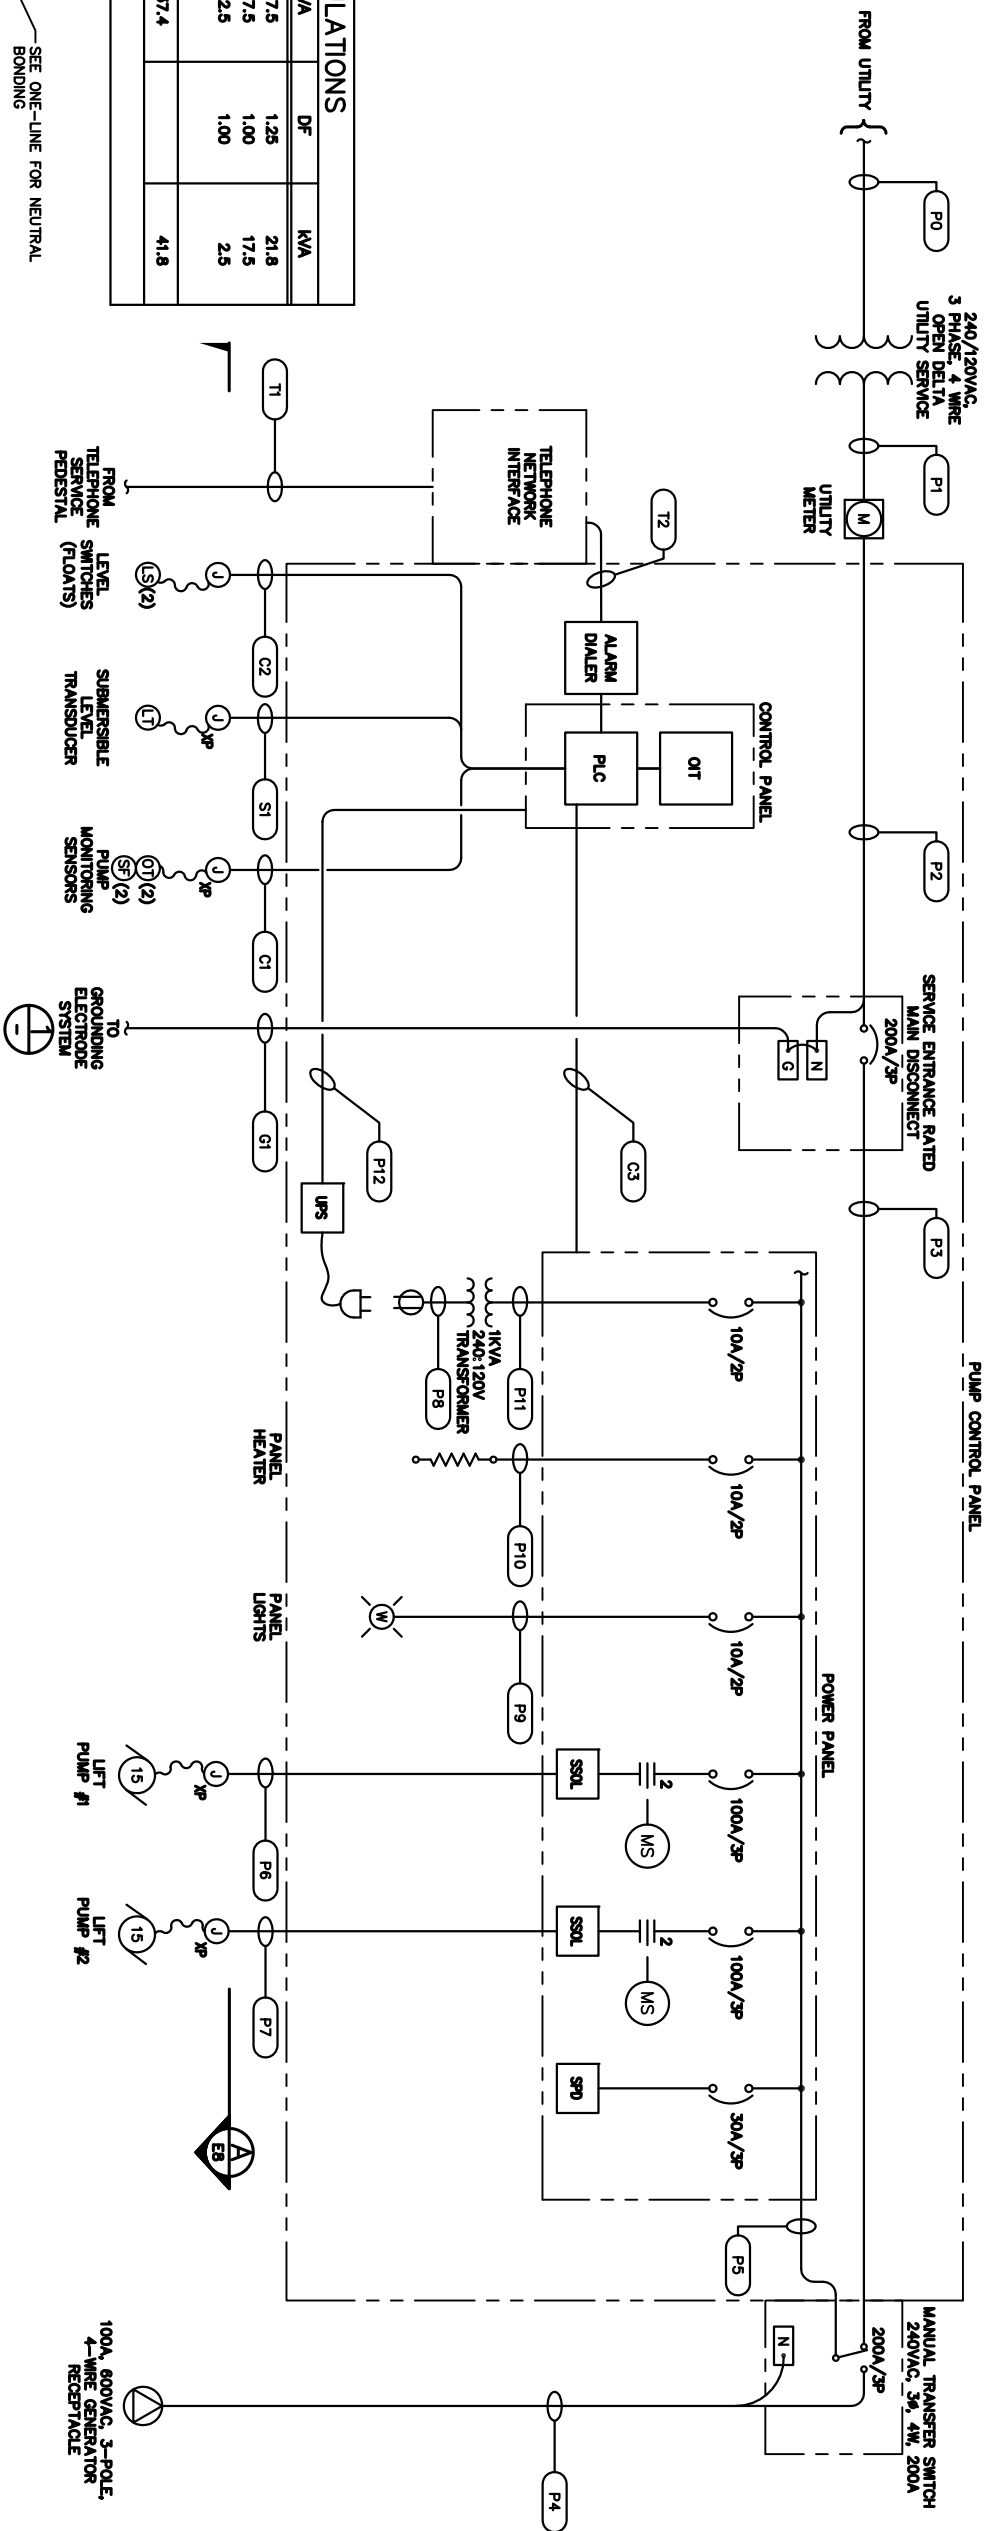 FROM UTILITY
P0
240/120VAC,
3 PHASE, 4 WIRE
OPEN DELTA
UTILITY SERVICE
P1
UTILITY
METER
M
P2
SERVICE ENTRANCE RATED
MAIN DISCONNECT
200A/3P
N
G
P3
PUMP CONTROL PANEL
MANUAL TRANSFER SWITCH
240VAC, 3ø, 4W, 200A
200A/3P
N
P5
P4
100A, 600VAC, 3-POLE,
4-WIRE GENERATOR
RECEPTACLE
POWER PANEL
10A/2P
10A/2P
10A/2P
100A/3P
100A/3P
30A/3P
2
MS
2
MS
SSOL
SSOL
SPD
P11
P10
P9
1KVA
240:120V
TRANSFORMER
P8
W
CONTROL PANEL
OIT
PLC
ALARM
DIALER
TELEPHONE
NETWORK
INTERFACE
T2
C3
P12
UPS
PANEL
HEATER
PANEL
LIGHTS
T1
C2
S1
C1
G1
P6
P7
J
J
XP
J
XP
J
XP
J
XP
LS
(2)
LT
OT
(2)
SF
(2)
15
15
FROM
TELEPHONE
SERVICE
PEDESTAL
LEVEL
SWITCHES
(FLOATS)
SUBMERSIBLE
LEVEL
TRANSDUCER
PUMP
MONITORING
SENSORS
TO
GROUNDING
ELECTRODE
SYSTEM
1
-
LIFT
PUMP #1
LIFT
PUMP #2
A
E8
LATIONS
VA DF kVA
7.5 1.25 21.8
7.5 1.00 17.5
2.5 1.00 2.5
37.4 41.8
SEE ONE-LINE FOR NEUTRAL
BONDING